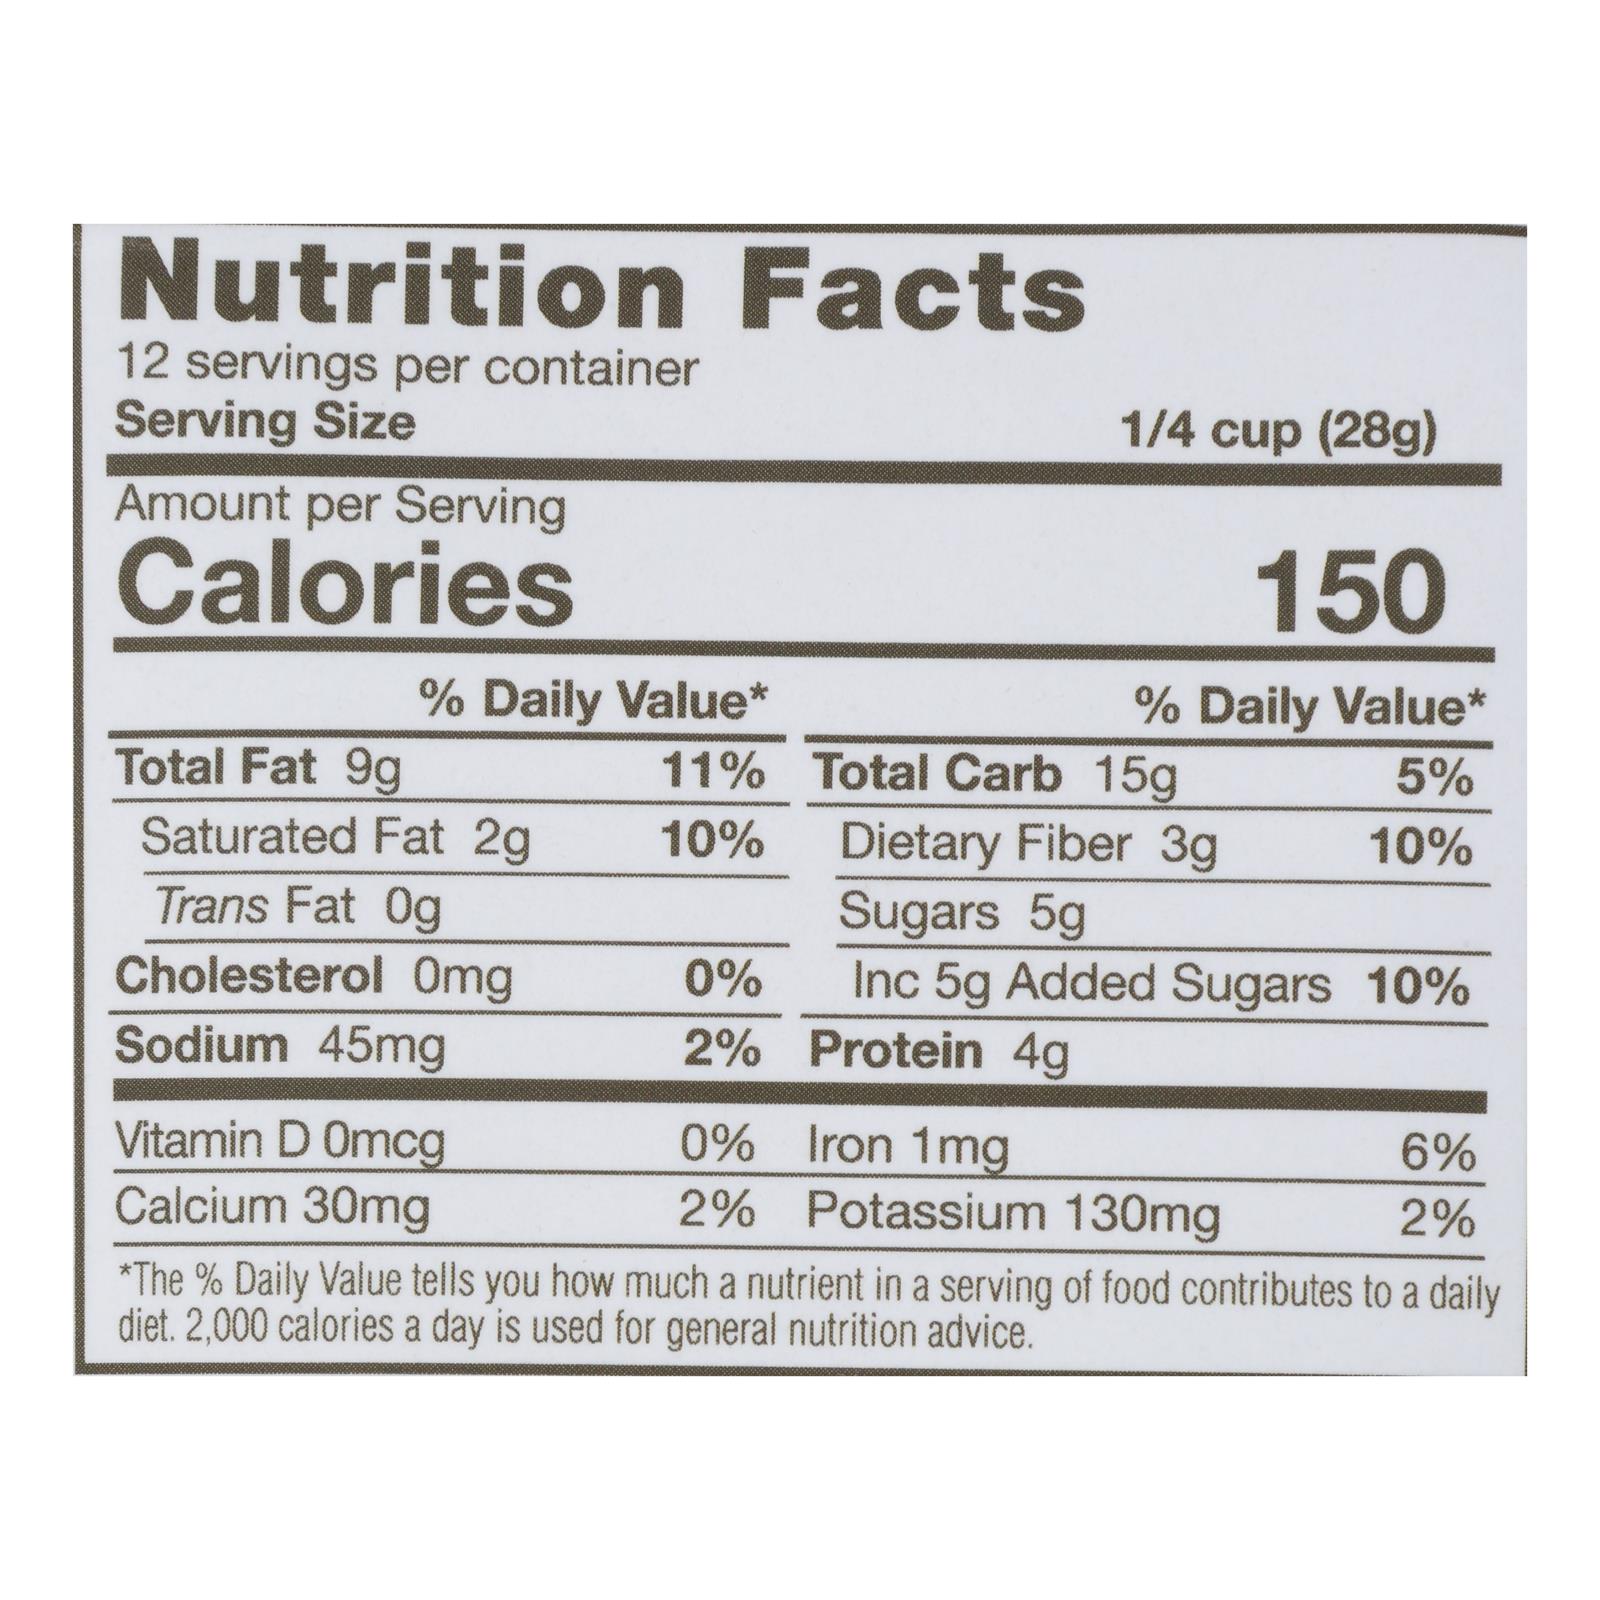 Nutrition Facts
12 servings per container
Serving Size 1/4 cup (28g)
Amount per Serving
Calories 150
% Daily Value* % Daily Value*
Total Fat 9g 11% Total Carb 15g 5%
Saturated Fat 2g 10% Dietary Fiber 3g 10%
Trans Fat 0g Sugars 5g
Cholesterol 0mg 0% Inc 5g Added Sugars 10%
Sodium 45mg 2% Protein 4g
Vitamin D 0mcg 0% Iron 1mg 6%
Calcium 30mg 2% Potassium 130mg 2%
*The % Daily Value tells you how much a nutrient in a serving of food contributes to a daily
diet. 2,000 calories a day is used for general nutrition advice.